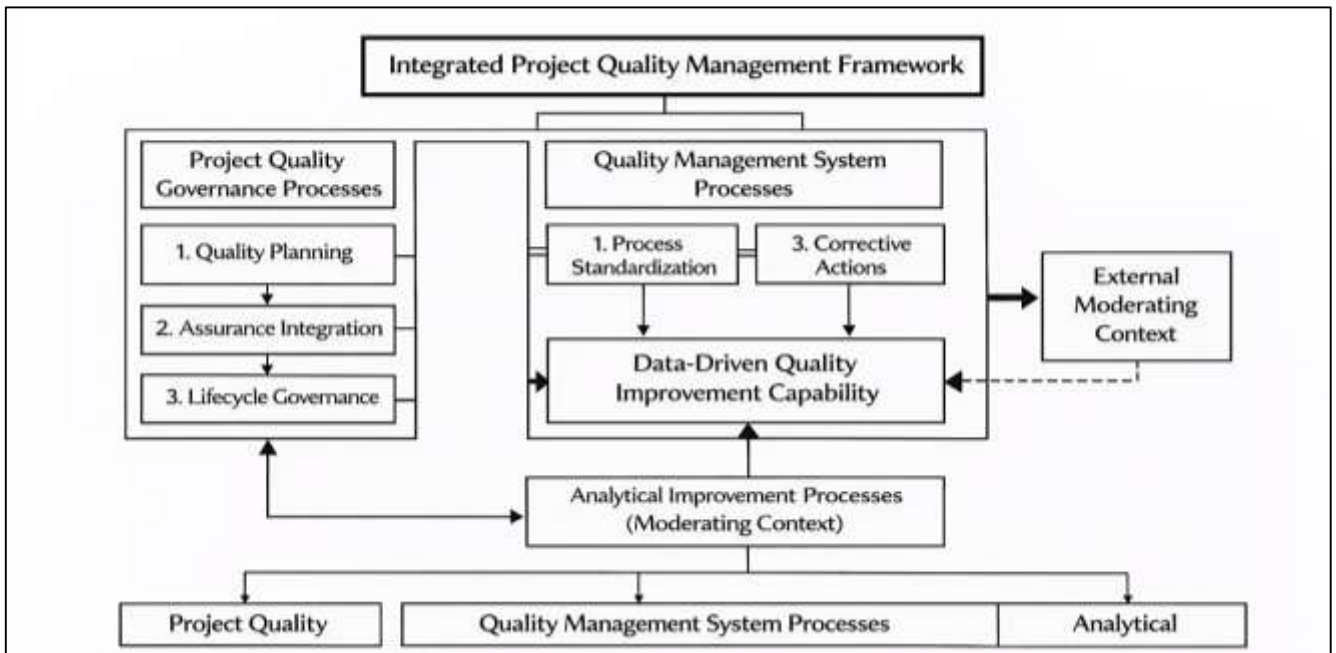 Integrated Project Quality Management Framework
Project Quality
Governance Processes
Quality Management System
Processes
1. Quality Planning
2. Assurance Integration
3. Lifecycle Governance
1. Process
Standardization
3. Corrective
Actions
Data-Driven Quality
Improvement Capability
External
Moderating
Context
Analytical Improvement Processes
(Moderating Context)
Project Quality
Quality Management System Processes
Analytical